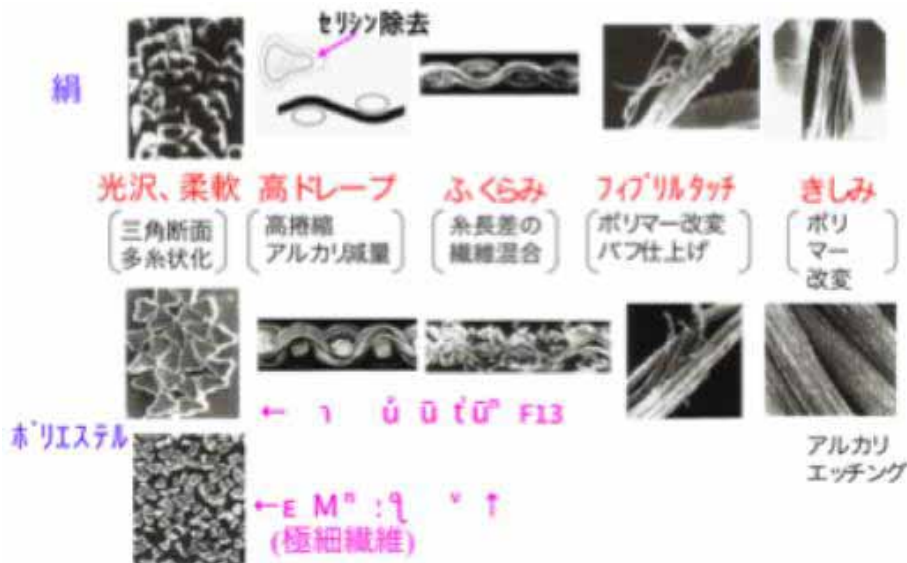 セリシン除去
絹
光沢、柔軟 高ドレープ ふくらみ フィブリルタッチ きしみ
三角断面
多糸状化
高捲縮
アルカリ減量
糸長差の
繊維混合
ポリマー改変
バフ仕上げ
ポリ
マー
改変
F13
ポリエステル
アルカリ
エッチング
(極細繊維)